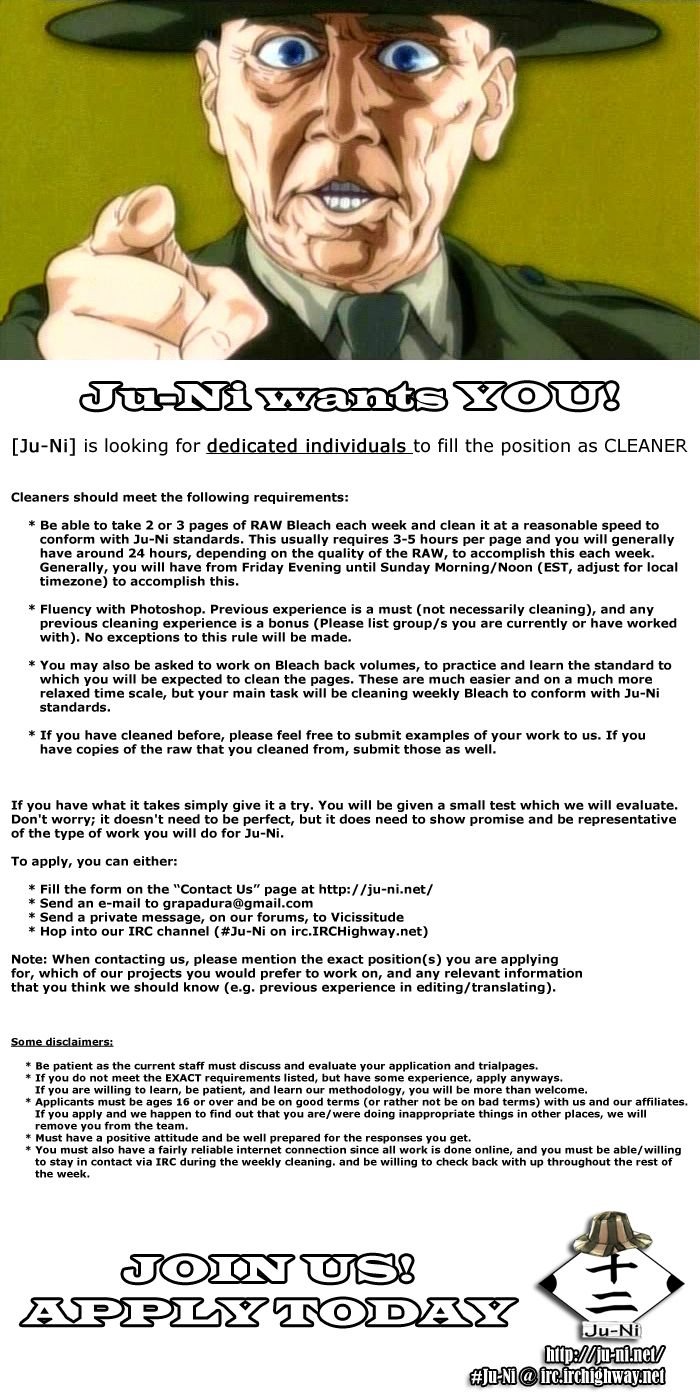 Ju-Ni wants YOU!
[Ju-Ni] is looking for dedicated individuals to fill the position as CLEANER
Cleaners should meet the following requirements:
* Be able to take 2 or 3 pages of RAW Bleach each week and clean it at a reasonable speed to
conform with Ju-Ni standards. This usually requires 3-5 hours per page and you will generally
have around 24 hours, depending on the quality of the RAW, to accomplish this each week.
Generally, you will have from Friday Evening until Sunday Morning/Noon (EST, adjust for local
timezone) to accomplish this.
* Fluency with Photoshop. Previous experience is a must (not necessarily cleaning), and any
previous cleaning experience is a bonus (Please list group/s you are currently or have worked
with). No exceptions to this rule will be made.
* You may also be asked to work on Bleach back volumes, to practice and learn the standard to
which you will be expected to clean the pages. These are much easier and on a much more
relaxed time scale, but your main task will be cleaning weekly Bleach to conform with Ju-Ni
standards.
* If you have cleaned before, please feel free to submit examples of your work to us. If you
have copies of the raw that you cleaned from, submit those as well.
If you have what it takes simply give it a try. You will be given a small test which we will evaluate.
Don't worry; it doesn't need to be perfect, but it does need to show promise and be representative
of the type of work you will do for Ju-Ni.
To apply, you can either:
* Fill the form on the “Contact Us” page at http://ju-ni.net/
* Send an e-mail to grapadura@gmail.com
* Send a private message, on our forums, to Vicissitude
* Hop into our IRC channel (#Ju-Ni on irc.IRCHighway.net)
Note: When contacting us, please mention the exact position(s) you are applying
for, which of our projects you would prefer to work on, and any relevant information
that you think we should know (e.g. previous experience in editing/translating).
Some disclaimers:
* Be patient as the current staff must discuss and evaluate your application and trialpages.
* If you do not meet the EXACT requirements listed, but have some experience, apply anyways.
If you are willing to learn, be patient, and learn our methodology, you will be more than welcome.
* Applicants must be ages 16 or over and be on good terms (or rather not be on bad terms) with us and our affiliates.
If you apply and we happen to find out that you are/were doing inappropriate things in other places, we will
remove you from the team.
* Must have a positive attitude and be well prepared for the responses you get.
* You must also have a fairly reliable internet connection since all work is done online, and you must be able/willing
to stay in contact via IRC during the weekly cleaning. and be willing to check back with up throughout the rest of
the week.
JOIN US!
APPLY TODAY
十
二
Ju-Ni
http://ju-ni.net/
#Ju-Ni @ irc.irchighway.net